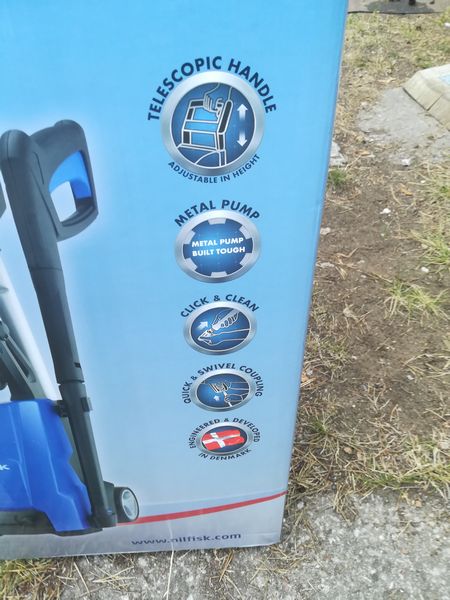 TELESCOPIC HANDLE
ADJUSTABLE IN HEIGHT
METAL PUMP
METAL PUMP
BUILT TOUGH
CLICK & CLEAN
QUICK & SWIVEL COUPLING
ENGINEERED & DEVELOPED
IN DENMARK
SK
www.nilfisk.com